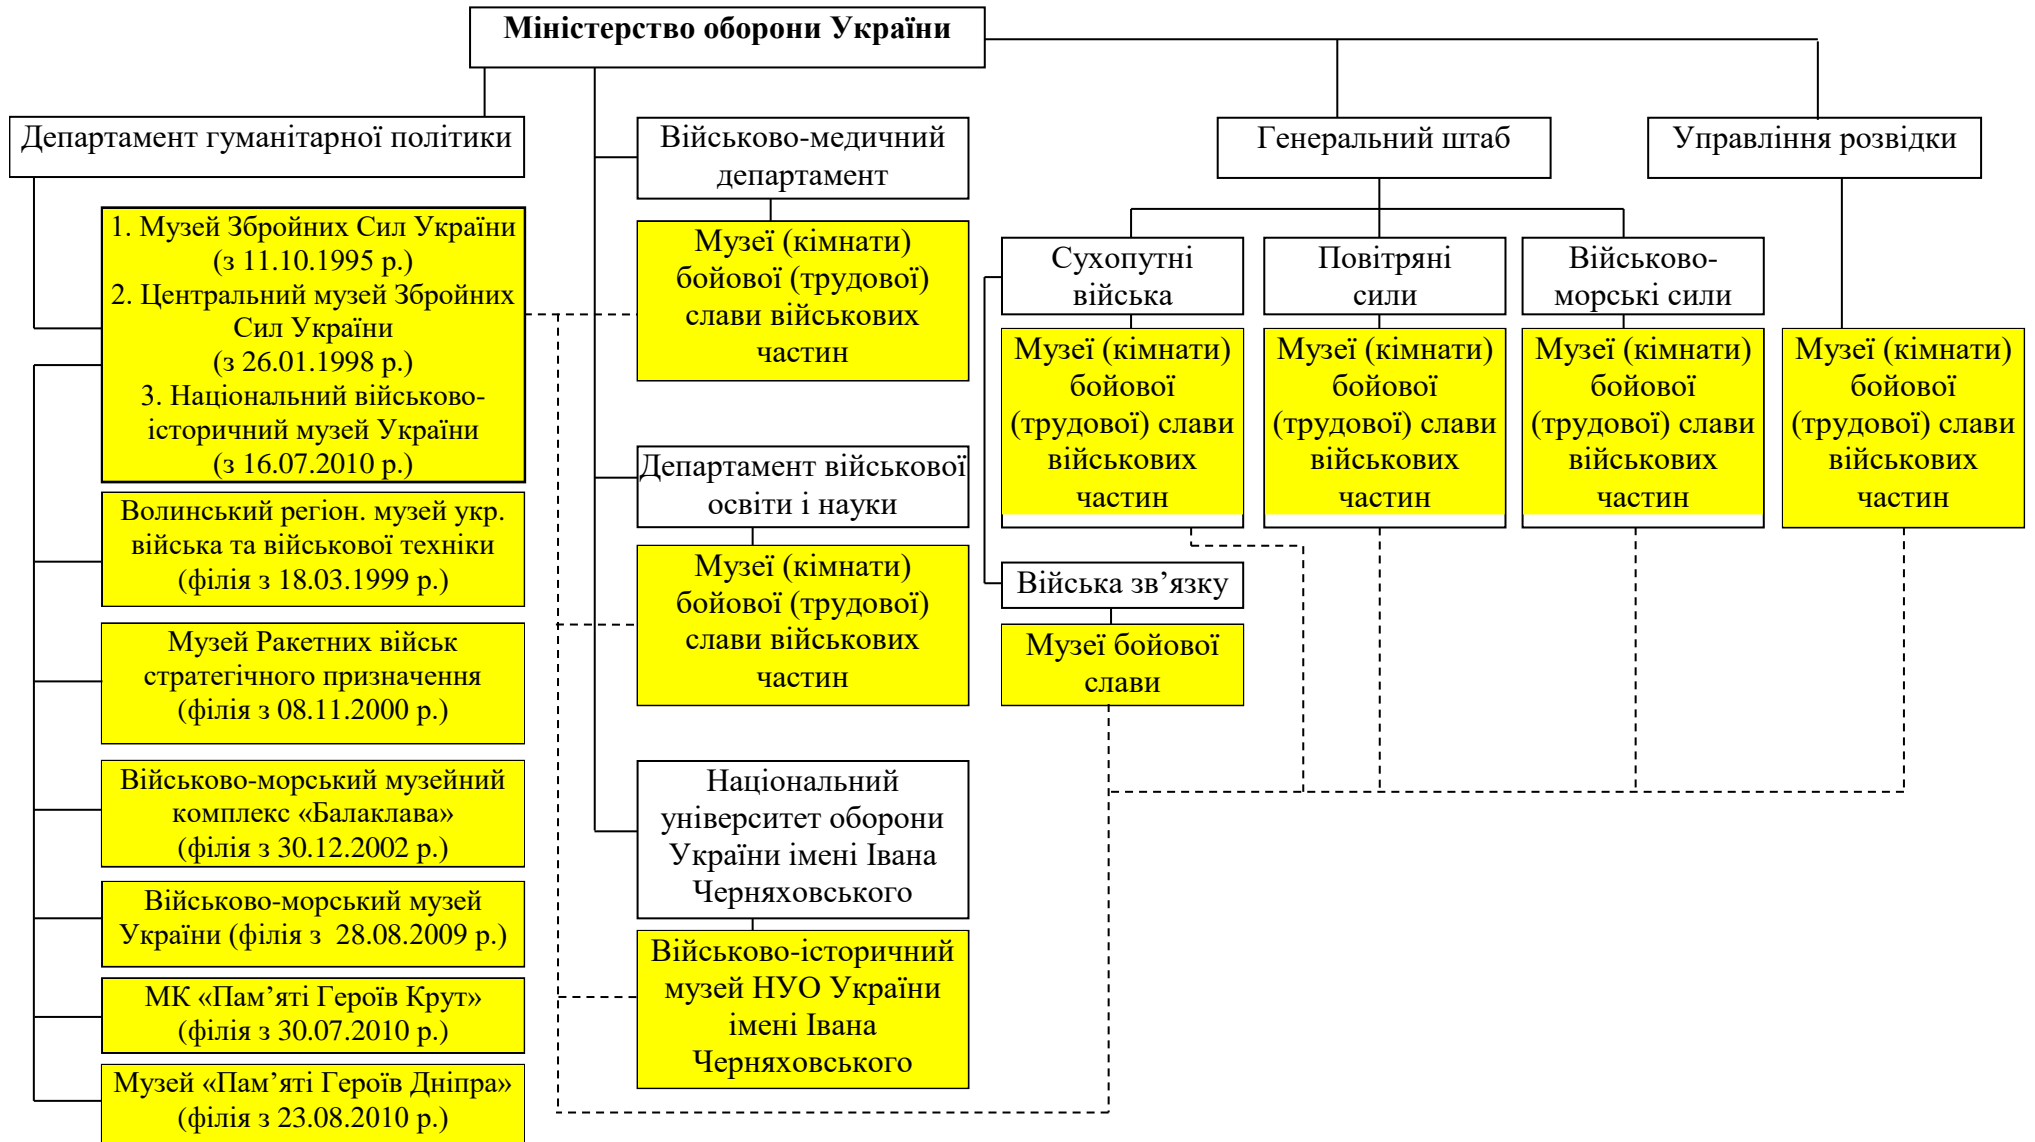 Міністерство оборони України
Департамент гуманітарної політики
1. Музей Збройних Сил України
(з 11.10.1995 р.)
2. Центральний музей Збройних
Сил України
(з 26.01.1998 р.)
3. Національний військово-
історичний музей України
(з 16.07.2010 р.)
Волинський регіон. музей укр.
війська та військової техніки
(філія з 18.03.1999 р.)
Музей Ракетних військ
стратегічного призначення
(філія з 08.11.2000 р.)
Військово-морський музейний
комплекс «Балаклава»
(філія з 30.12.2002 р.)
Військово-морський музей
України (філія з  28.08.2009 р.)
МК «Пам’яті Героїв Крут»
(філія з 30.07.2010 р.)
Музей «Пам’яті Героїв Дніпра»
(філія з 23.08.2010 р.)
Військово-медичний
департамент
Музеї (кімнати)
бойової (трудової)
слави військових
частин
Департамент військової
освіти і науки
Музеї (кімнати)
бойової (трудової)
слави військових
частин
Національний
університет оборони
України імені Івана
Черняховського
Військово-історичний
музей НУО України
імені Івана
Черняховського
Генеральний штаб
Сухопутні
війська
Музеї (кімнати)
бойової
(трудової) слави
військових
частин
Війська зв’язку
Музеї бойової
слави
Повітряні
сили
Музеї (кімнати)
бойової
(трудової) слави
військових
частин
Військово-
морські сили
Музеї (кімнати)
бойової
(трудової) слави
військових
частин
Управління розвідки
Музеї (кімнати)
бойової
(трудової) слави
військових
частин